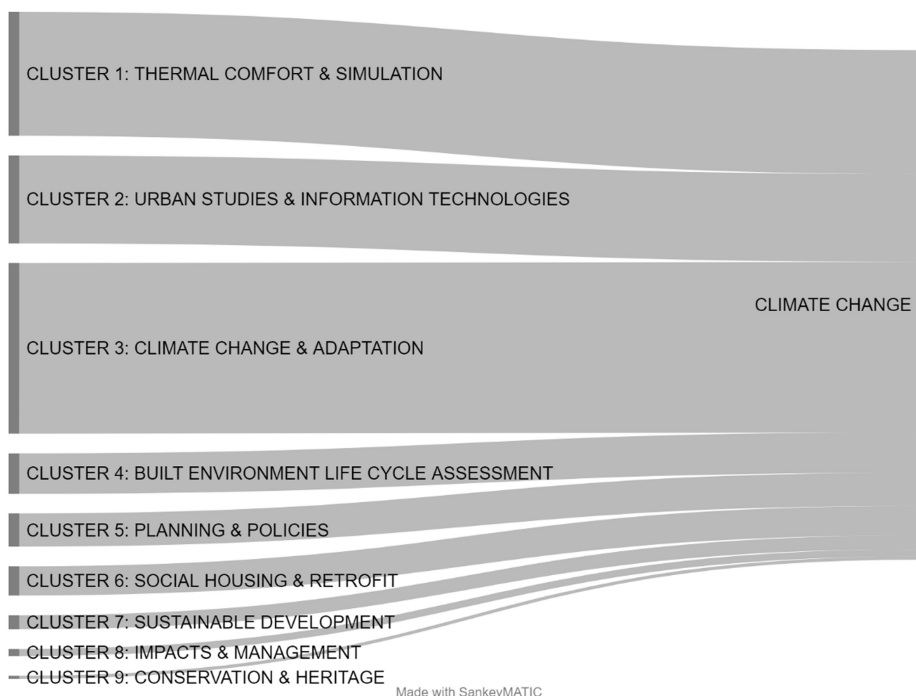 CLUSTER 1: THERMAL COMFORT & SIMULATION
CLUSTER 2: URBAN STUDIES & INFORMATION TECHNOLOGIES
CLIMATE CHANGE
CLUSTER 3: CLIMATE CHANGE & ADAPTATION
CLUSTER 4: BUILT ENVIRONMENT LIFE CYCLE ASSESSMENT
CLUSTER 5: PLANNING & POLICIES
CLUSTER 6: SOCIAL HOUSING & RETROFIT
CLUSTER 7: SUSTAINABLE DEVELOPMENT
CLUSTER 8: IMPACTS & MANAGEMENT
CLUSTER 9: CONSERVATION & HERITAGE
Made with SankeyMATIC